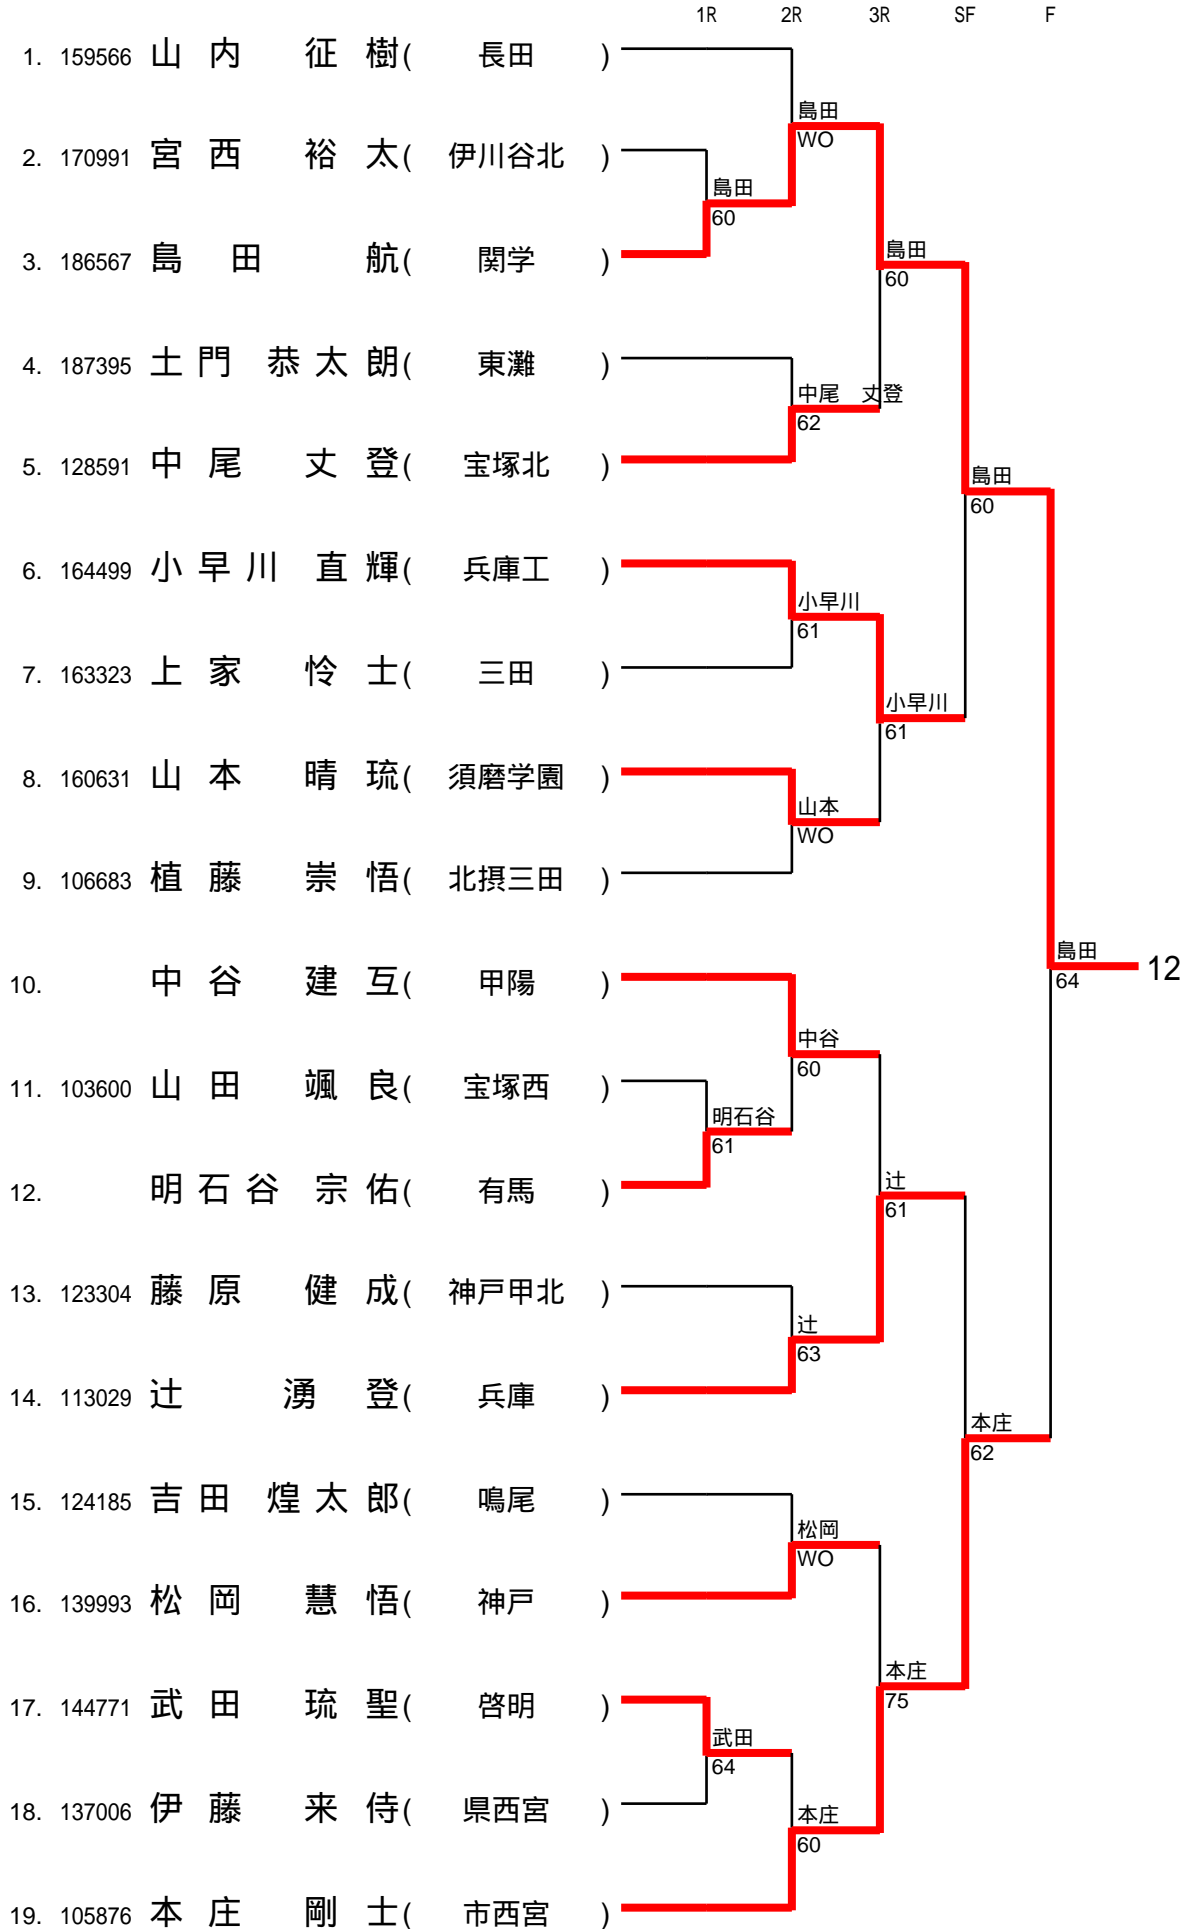 1R 2R 3R SF F
1. 159566 山 内 征 樹( 長田 )
島田
WO
2. 170991 宮 西 裕 太( 伊川谷北 )
島田
60
3. 186567 島 田 航( 関学 )
島田
60
4. 187395 土 門 恭 太 朗( 東灘 )
中尾 丈登
62
5. 128591 中 尾 丈 登( 宝塚北 )
島田
60
6. 164499 小 早 川 直 輝( 兵庫工 )
小早川
61
7. 163323 上 家 怜 士( 三田 )
小早川
61
8. 160631 山 本 晴 琉( 須磨学園 )
山本
WO
9. 106683 植 藤 崇 悟( 北摂三田 )
島田
64
12
10. 中 谷 建 互( 甲陽 )
中谷
60
11. 103600 山 田 颯 良( 宝塚西 )
明石谷
61
12. 明 石 谷 宗 佑( 有馬 )
辻
61
13. 123304 藤 原 健 成( 神戸甲北 )
辻
63
14. 113029 辻 湧 登( 兵庫 )
本庄
62
15. 124185 吉 田 煌 太 郎( 鳴尾 )
松岡
WO
16. 139993 松 岡 慧 悟( 神戸 )
本庄
75
17. 144771 武 田 琉 聖( 啓明 )
武田
64
18. 137006 伊 藤 来 侍( 県西宮 )
本庄
60
19. 105876 本 庄 剛 士( 市西宮 )